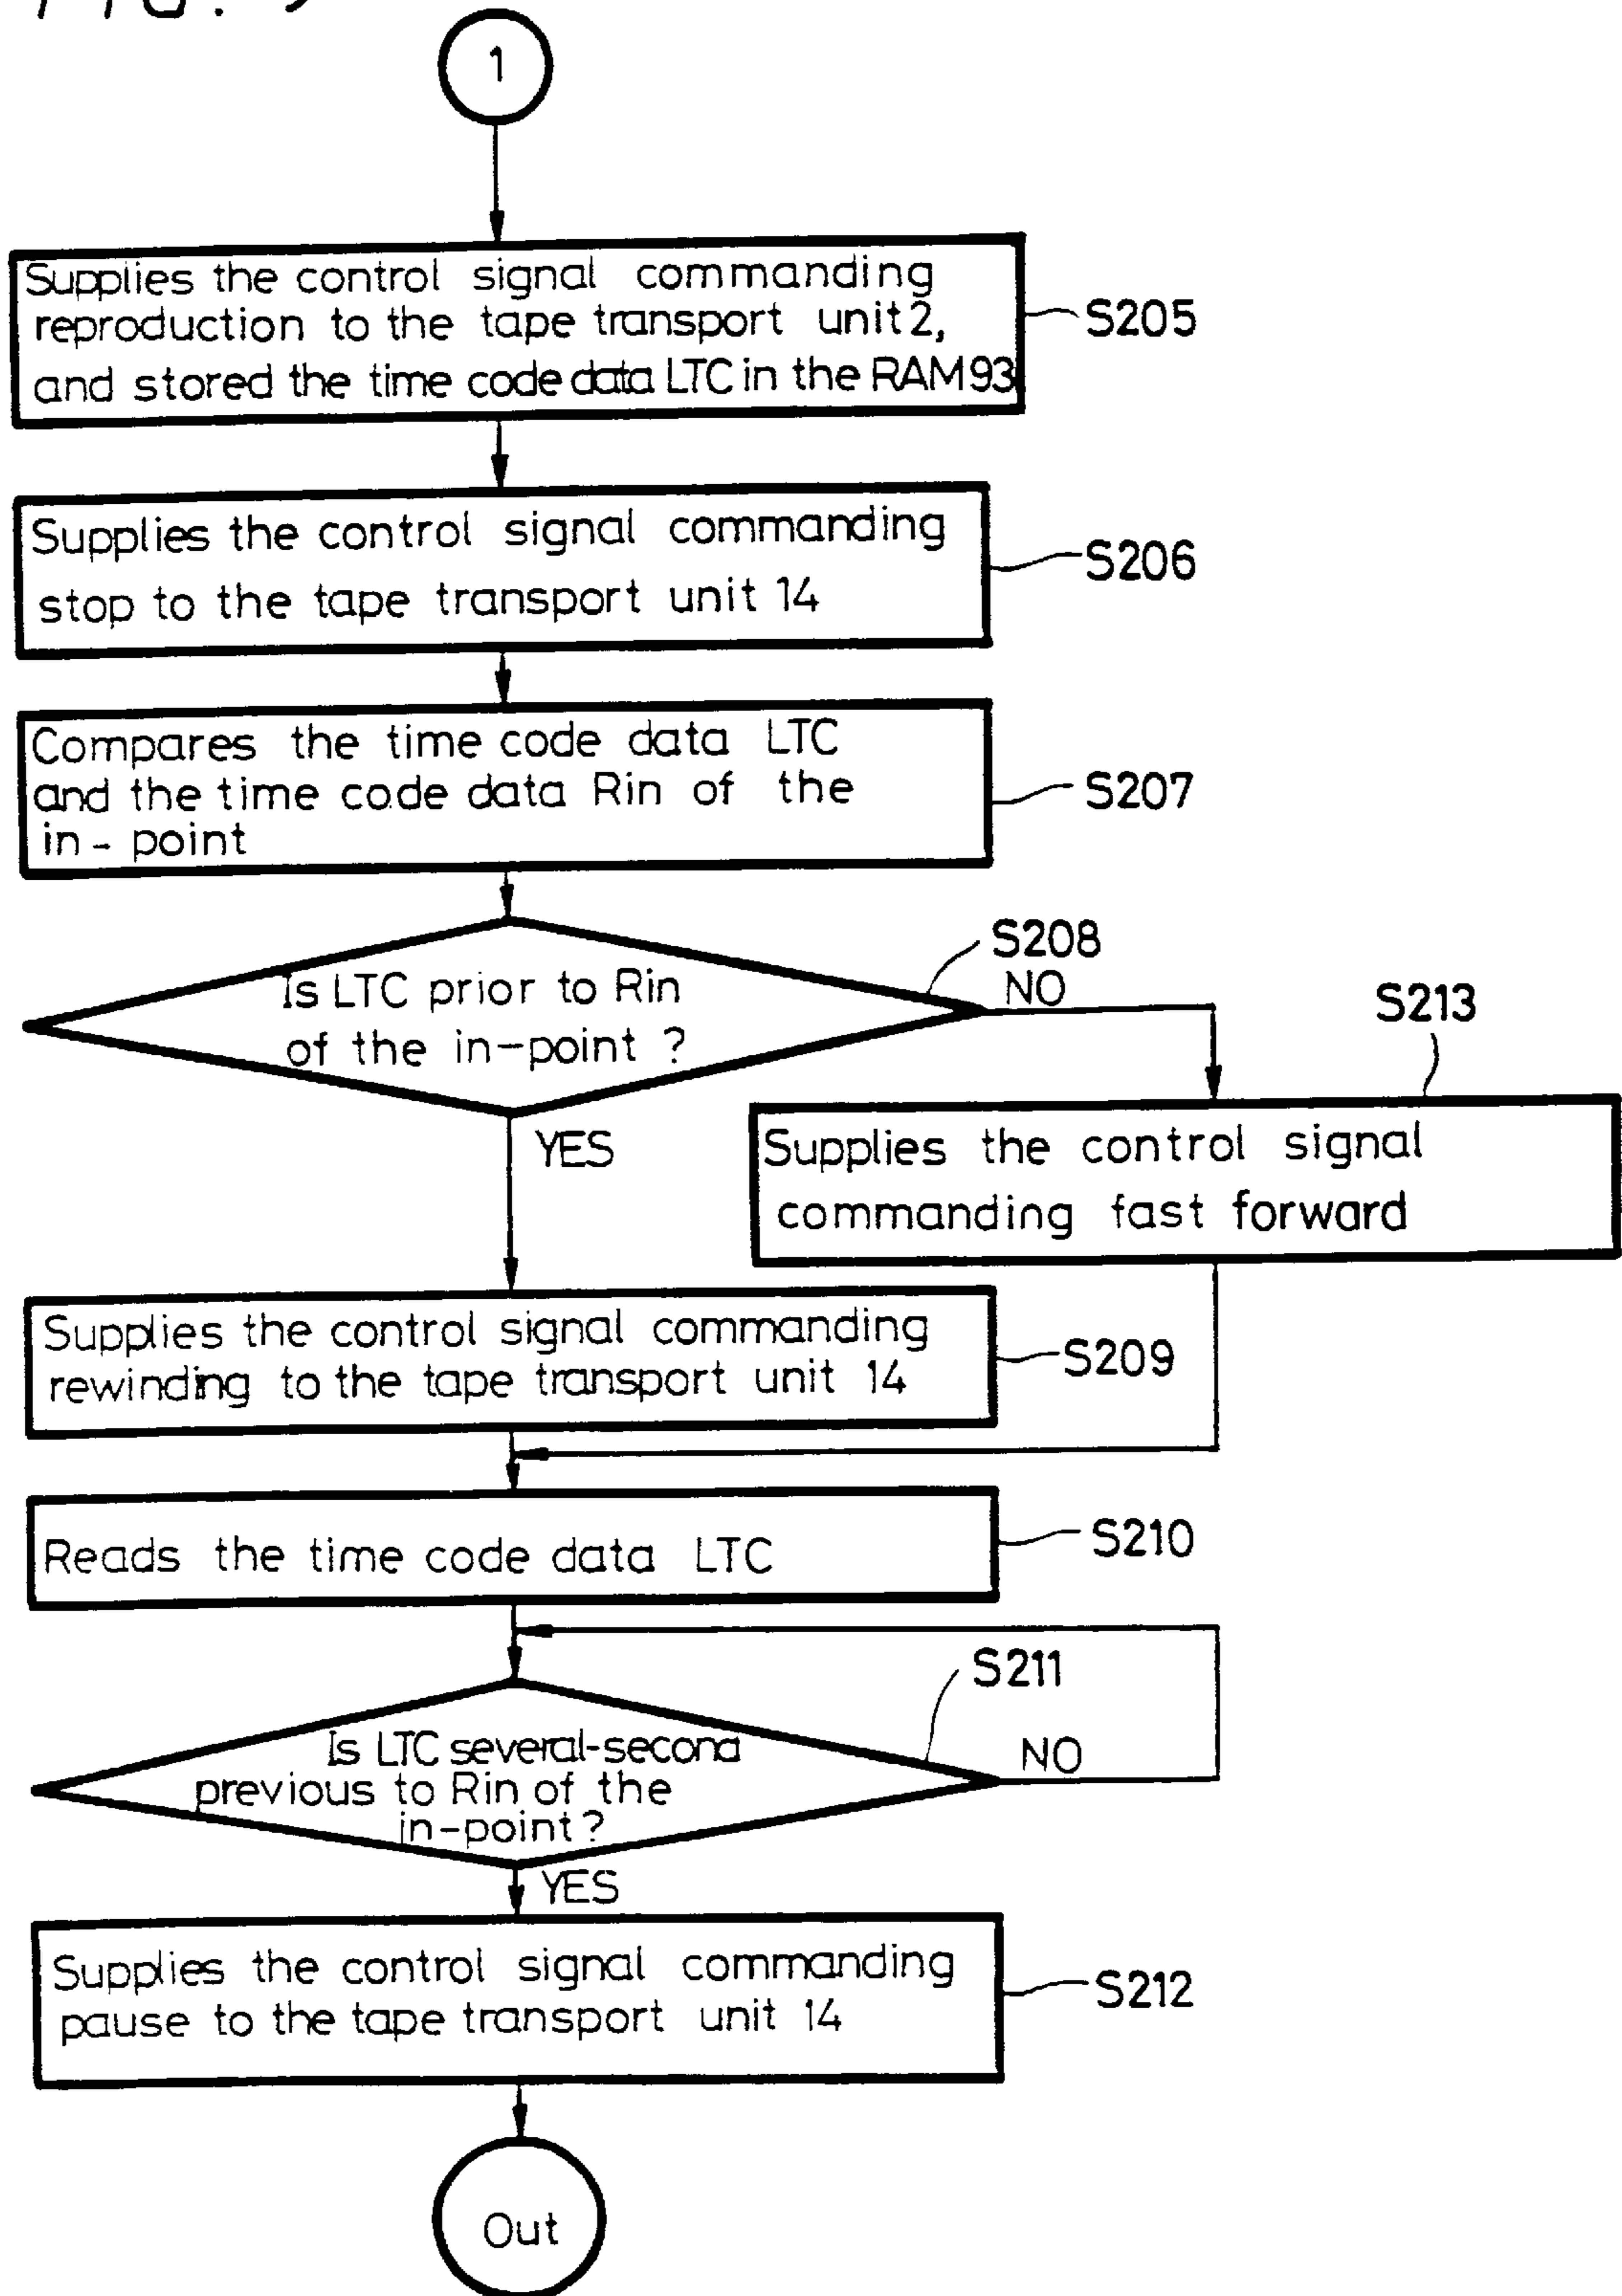 1
Supplies the control signal commanding
reproduction to the tape transport unit 2,
and stored the time code data LTC in the RAM 93
S205
Supplies the control signal commanding
stop to the tape transport unit 14
S206
Compares the time code data LTC
and the time code data Rin of the
in-point
S207
S208
Is LTC prior to Rin
of the in-point ?
NO
YES
S213
Supplies the control signal
commanding fast forward
Supplies the control signal commanding
rewinding to the tape transport unit 14
S209
Reads the time code data LTC
S210
S211
Is LTC several-second
previous to Rin of the
in-point ?
NO
YES
Supplies the control signal commanding
pause to the tape transport unit 14
S212
Out